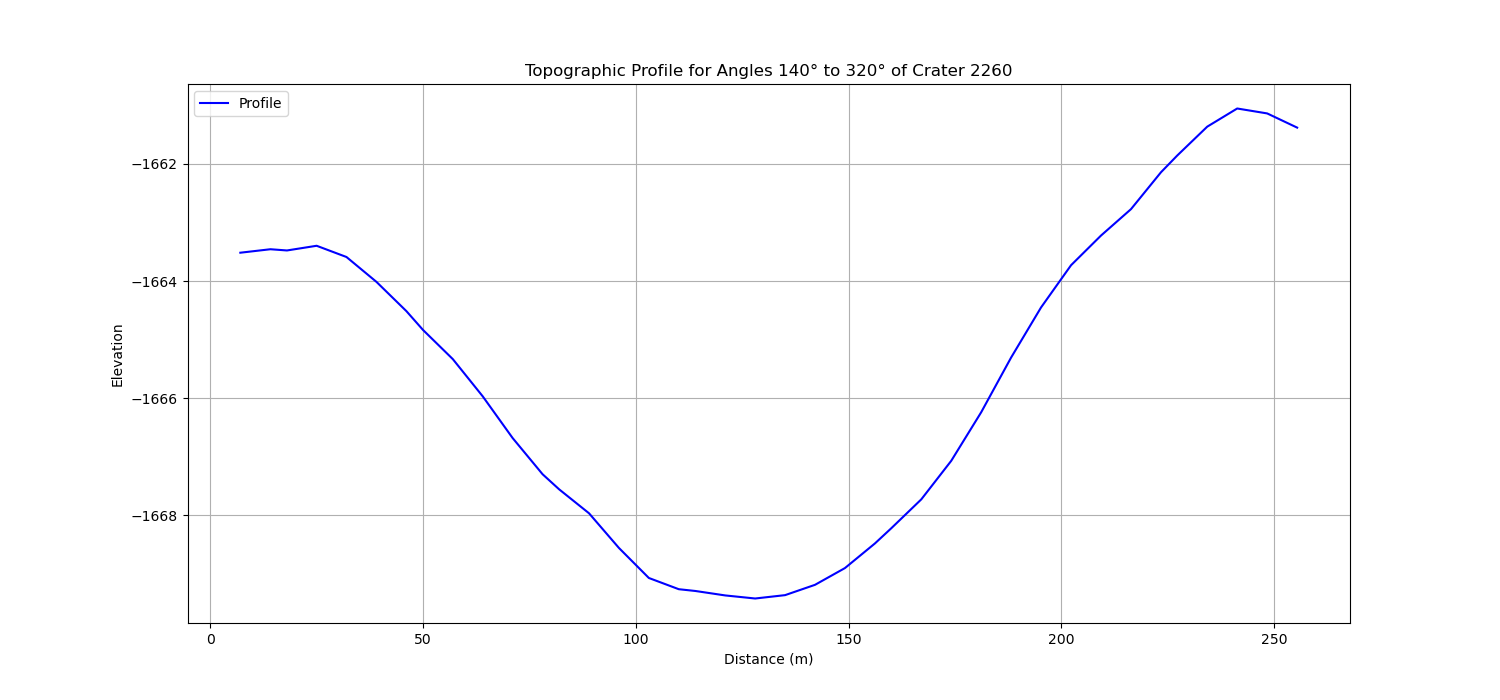 Topographic Profile for Angles 140° to 320° of Crater 2260
Profile
−1662
−1664
−1666
−1668
Elevation
0 50 100 150 200 250
Distance (m)